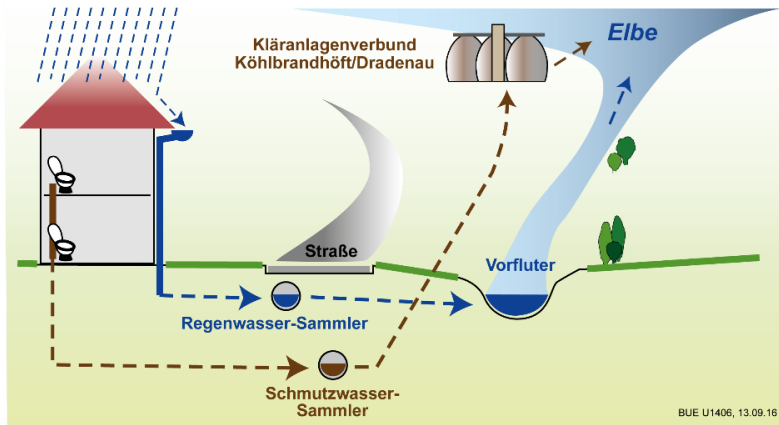 Kläranlagenverbund
Köhlbrandhöft/Dradenau
Elbe
Straße
Vorfluter
Regenwasser-Sammler
Schmutzwasser-
Sammler
BUE U1406, 13.09.16